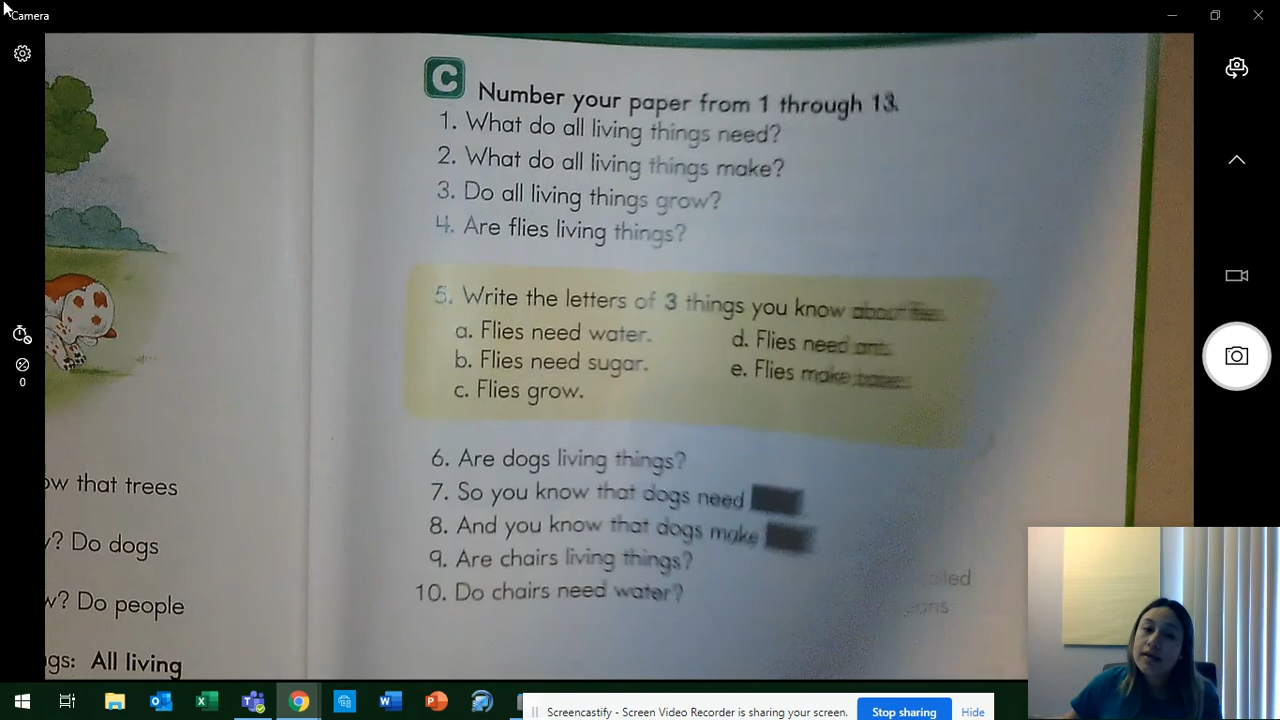 Camera
C Number your paper from 1 through 13.
1. What do all living things need?
2. What do all living things make?
3. Do all living things grow?
4. Are flies living things?
5. Write the letters of 3 things you know about flies.
a. Flies need water.
b. Flies need sugar.
c. Flies grow.
d. Flies need ants.
e. Flies make babies.
6. Are dogs living things?
7. So you know that dogs need
8. And you know that dogs make
9. Are chairs living things?
10. Do chairs need water?
ow that trees
? Do dogs
w? Do people
gs: All living
0
Screencastify - Screen Video Recorder is sharing your screen.
Stop sharing
Hide